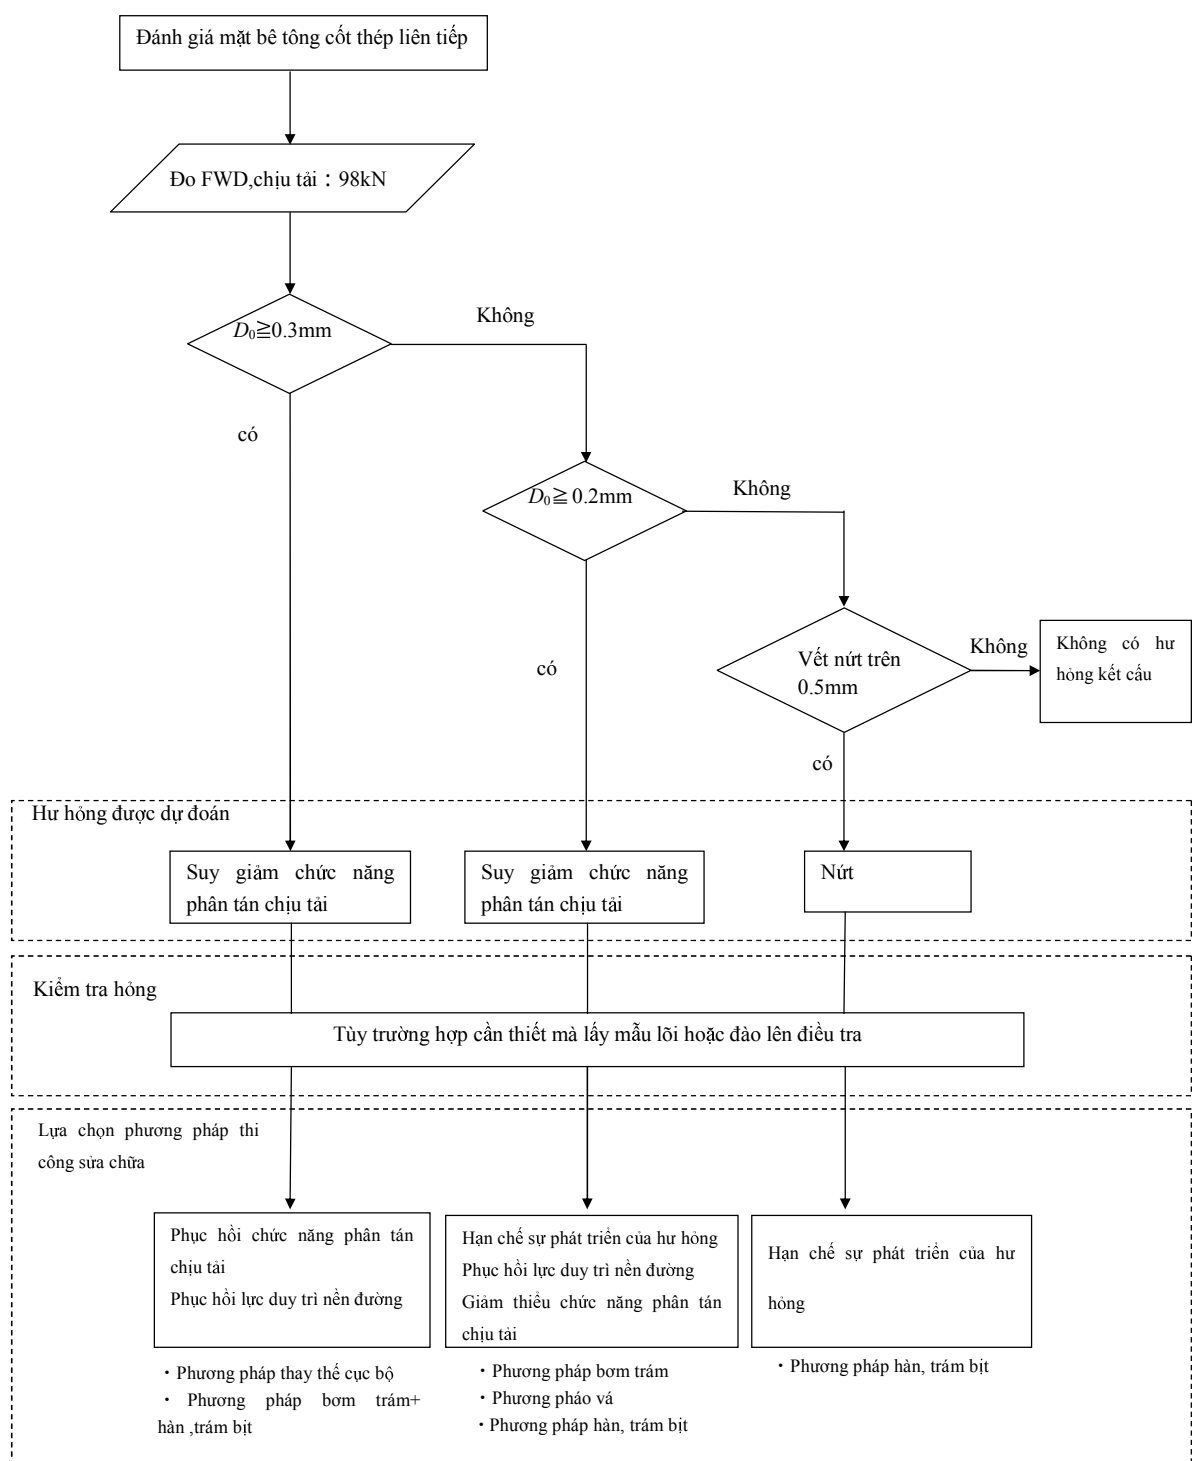 Đánh giá mặt bê tông cốt thép liên tiếp
Đo FWD,chịu tải：98kN
D₀≧0.3mm
Không
có
D₀≧0.2mm
Không
có
Vết nứt trên
0.5mm
Không
Không có hư
hỏng kết cấu
có
Hư hỏng được dự đoán
Suy giảm chức năng
phân tán chịu tải
Suy giảm chức năng
phân tán chịu tải
Nứt
Kiểm tra hỏng
Tùy trường hợp cần thiết mà lấy mẫu lõi hoặc đào lên điều tra
Lựa chọn phương pháp thi
công sửa chữa
Phục hồi chức năng phân tán
chịu tải
Phục hồi lực duy trì nền đường
Hạn chế sự phát triển của hư hỏng
Phục hồi lực duy trì nền đường
Giảm thiểu chức năng phân tán
chịu tải
Hạn chế sự phát triển của hư
hỏng
・Phương pháp thay thế cục bộ
・ Phương pháp bơm trám+
hàn ,trám bịt
・Phương pháp bơm trám
・Phương pháo vá
・Phương pháp hàn, trám bịt
・Phương pháp hàn, trám bịt